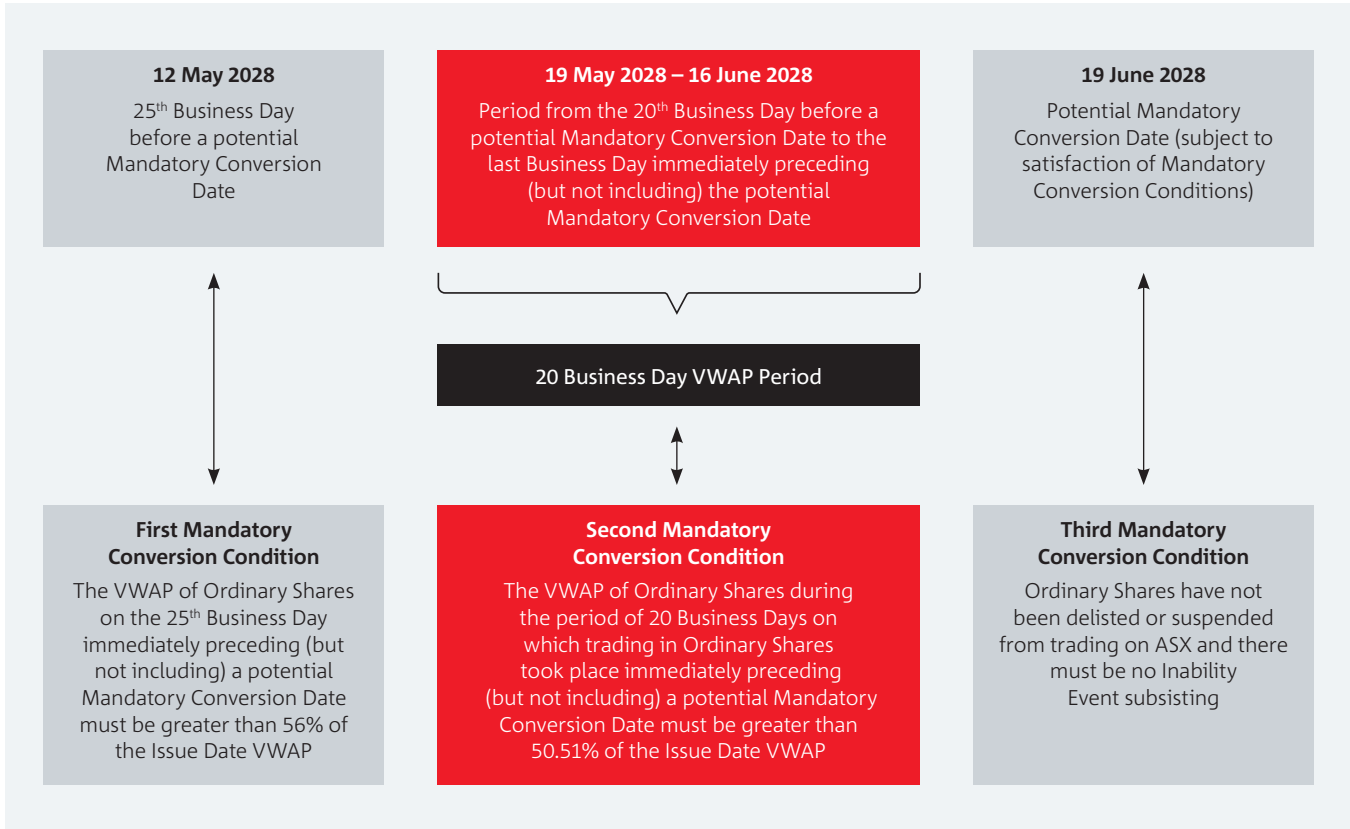 12 May 2028
25th Business Day
before a potential
Mandatory Conversion
Date
19 May 2028 – 16 June 2028
Period from the 20th Business Day before a
potential Mandatory Conversion Date to the
last Business Day immediately preceding
(but not including) the potential
Mandatory Conversion Date
19 June 2028
Potential Mandatory
Conversion Date (subject to
satisfaction of Mandatory
Conversion Conditions)
20 Business Day VWAP Period
First Mandatory
Conversion Condition
The VWAP of Ordinary Shares
on the 25th Business Day
immediately preceding (but
not including) a potential
Mandatory Conversion Date
must be greater than 56% of
the Issue Date VWAP
Second Mandatory
Conversion Condition
The VWAP of Ordinary Shares during
the period of 20 Business Days on
which trading in Ordinary Shares
took place immediately preceding
(but not including) a potential Mandatory
Conversion Date must be greater than
50.51% of the Issue Date VWAP
Third Mandatory
Conversion Condition
Ordinary Shares have not
been delisted or suspended
from trading on ASX and there
must be no Inability
Event subsisting